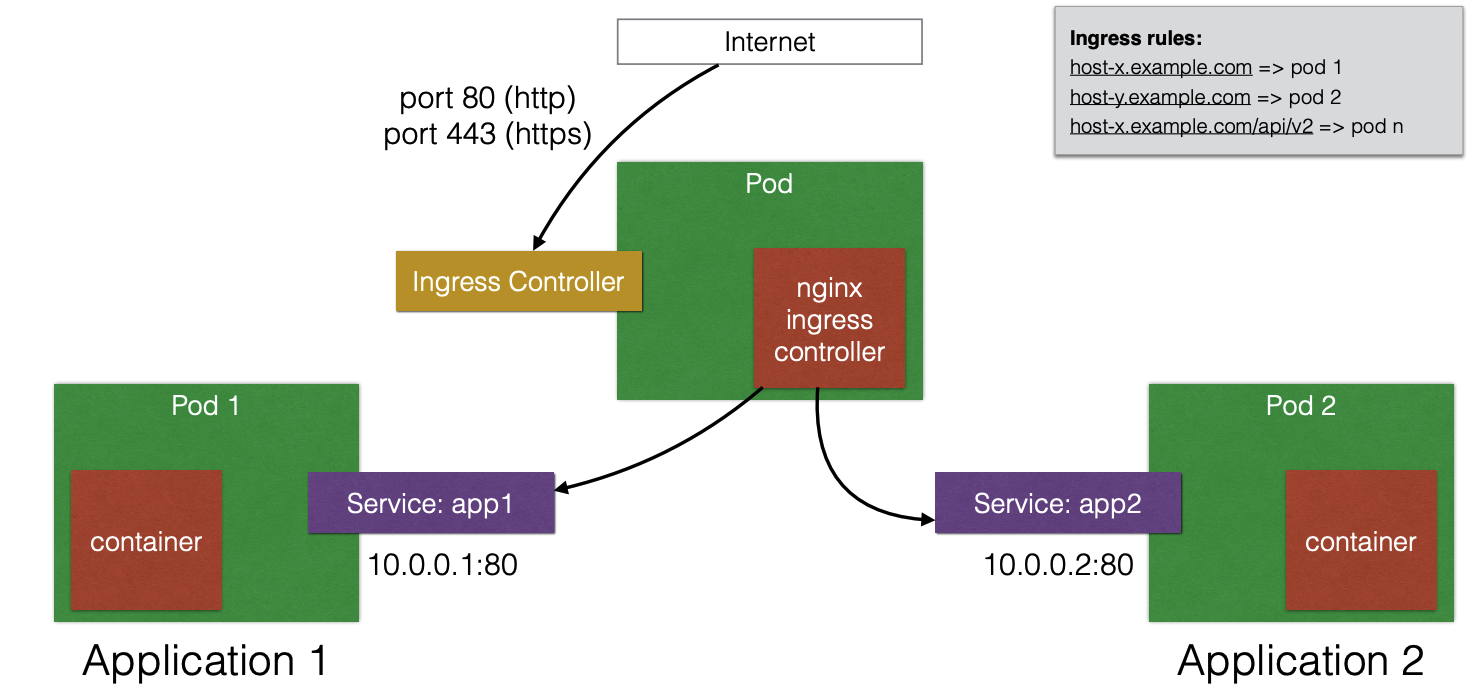 Internet
Ingress rules:
host-x.example.com => pod 1
host-y.example.com => pod 2
host-x.example.com/api/v2 => pod n
port 80 (http)
port 443 (https)
Pod
Ingress Controller
nginx
ingress
controller
Pod 1
Service: app1
container
10.0.0.1:80
Application 1
Pod 2
Service: app2
container
10.0.0.2:80
Application 2